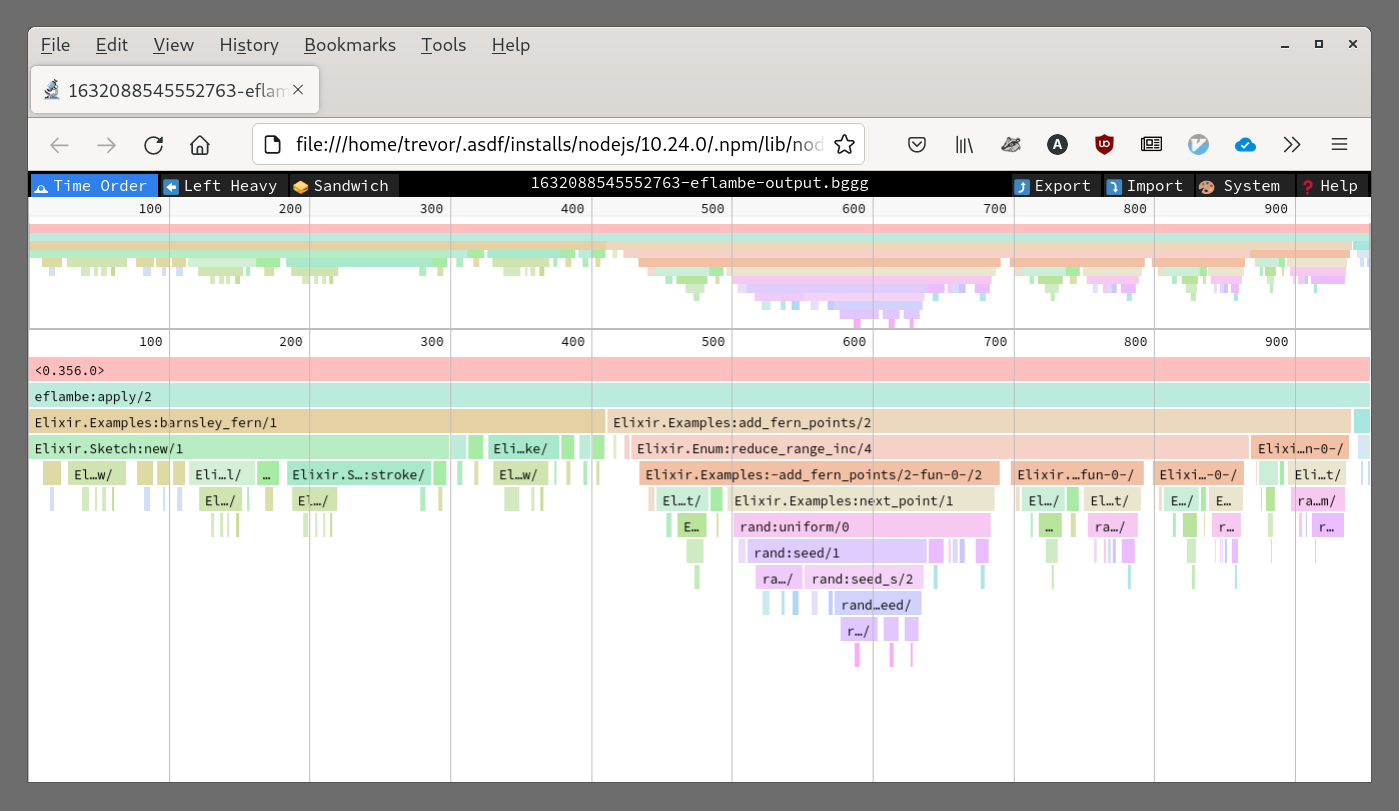 File Edit View History Bookmarks Tools Help
1632088545552763-eflam
file:///home/trevor/.asdf/installs/nodejs/10.24.0/.npm/lib/nod
Time Order Left Heavy Sandwich 1632088545552763-eflambe-output.bggg Export Import System Help
100 200 300 400 500 600 700 800 900
100 200 300 400 500 600 700 800 900
<0.356.0>
eflambe:apply/2
Elixir.Examples:barnsley_fern/1 Elixir.Examples:add_fern_points/2
Elixir.Sketch:new/1 Eli…ke/ Elixir.Enum:reduce_range_inc/4 Elixi…n-0-/
El…w/ Eli…l/ … Elixir.S…:stroke/ El…w/ Elixir.Examples:-add_fern_points/2-fun-0-/2 Elixir.…fun-0-/ Elixi…-0-/ Eli…t/
El…/ El…/ El…t/ Elixir.Examples:next_point/1 El…/ El…t/ E…/ E… ra…m/
E… rand:uniform/0 … ra…/ r… r…
rand:seed/1
ra…/ rand:seed_s/2
rand…eed/
r…/